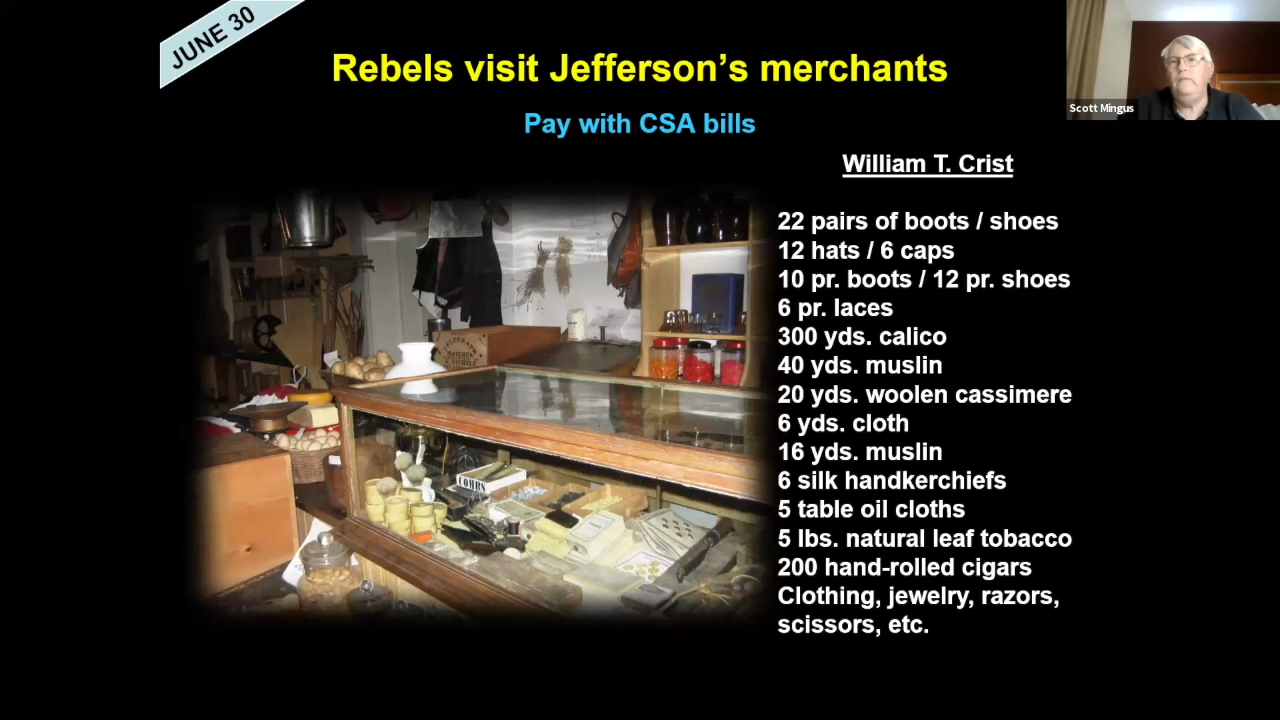 JUNE 30
Rebels visit Jefferson's merchants
Pay with CSA bills
Scott Mingus
William T. Crist
22 pairs of boots / shoes
12 hats / 6 caps
10 pr. boots / 12 pr. shoes
6 pr. laces
300 yds. calico
40 yds. muslin
20 yds. woolen cassimere
6 yds. cloth
16 yds. muslin
6 silk handkerchiefs
5 table oil cloths
5 lbs. natural leaf tobacco
200 hand-rolled cigars
Clothing, jewelry, razors,
scissors, etc.
COMBS